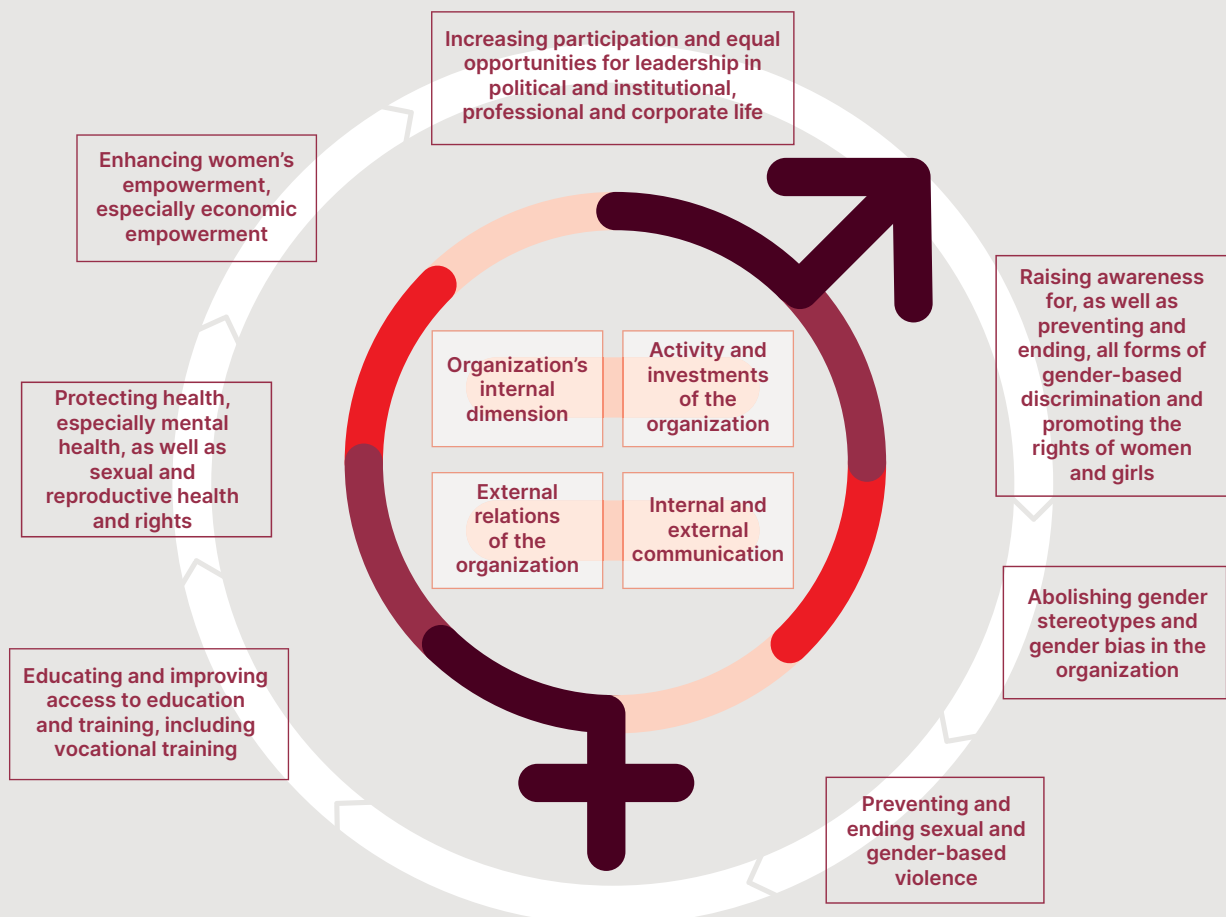 Increasing participation and equal
opportunities for leadership in
political and institutional,
professional and corporate life
Raising awareness
for, as well as
preventing and
ending, all forms of
gender-based
discrimination and
promoting the
rights of women
and girls
Abolishing gender
stereotypes and
gender bias in the
organization
Preventing and
ending sexual and
gender-based
violence
Educating and improving
access to education
and training, including
vocational training
Protecting health,
especially mental
health, as well as
sexual and
reproductive health
and rights
Enhancing women’s
empowerment,
especially economic
empowerment
Organization’s
internal
dimension
Activity and
investments
of the
organization
External
relations
of the
organization
Internal and
external
communication